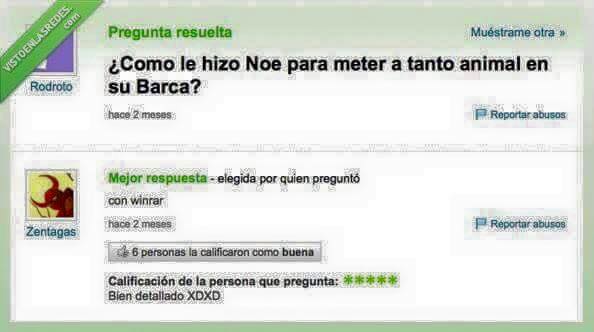 VISTOENLASREDES.
com
Pregunta resuelta
Muéstrame otra »
¿Como le hizo Noe para meter a tanto animal en
su Barca?
Rodroto
hace 2 meses
Reportar abusos
Mejor respuesta - elegida por quien preguntó
con winrar
Zentagas
hace 2 meses
Reportar abusos
6 personas la calificaron como buena
Calificación de la persona que pregunta: *****
Bien detallado XDXD